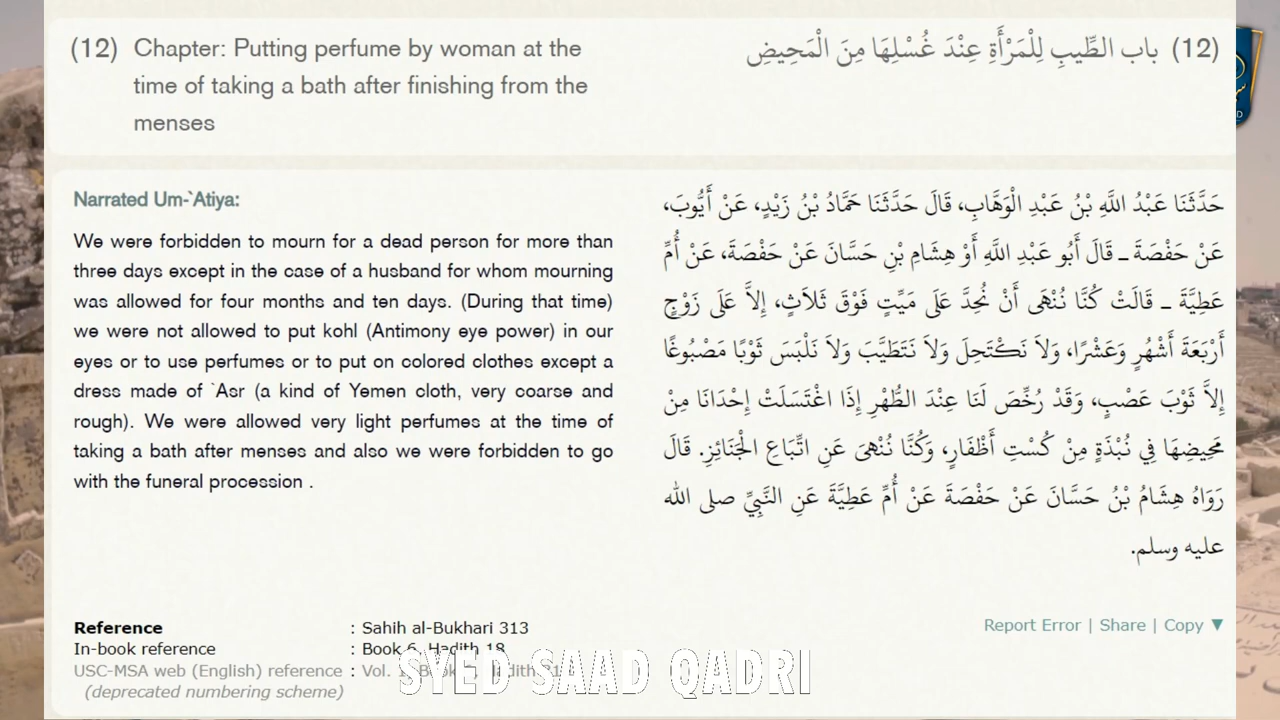 (12) Chapter: Putting perfume by woman at the
time of taking a bath after finishing from the
menses
(12) باب الطِّيبِ لِلْمَرْأَةِ عِنْدَ غُسْلِهَا مِنَ الْمَحِيضِ
Narrated Um-`Atiya:
We were forbidden to mourn for a dead person for more than
three days except in the case of a husband for whom mourning
was allowed for four months and ten days. (During that time)
we were not allowed to put kohl (Antimony eye power) in our
eyes or to use perfumes or to put on colored clothes except a
dress made of `Asr (a kind of Yemen cloth, very coarse and
rough). We were allowed very light perfumes at the time of
taking a bath after menses and also we were forbidden to go
with the funeral procession .
حَدَّثَنَا عَبْدُ اللَّهِ بْنُ عَبْدِ الْوَهَّابِ، قَالَ حَدَّثَنَا حَمَّادُ بْنُ زَيْدٍ، عَنْ أَيُّوبَ،
عَنْ حَفْصَةَ ـ قَالَ أَبُو عَبْدِ اللَّهِ أَوْ هِشَامِ بْنِ حَسَّانَ عَنْ حَفْصَةَ، عَنْ أُمِّ
عَطِيَّةَ ـ قَالَتْ كُنَّا نُنْهَى أَنْ نُحِدَّ عَلَى مَيِّتٍ فَوْقَ ثَلاَثٍ، إِلاَّ عَلَى زَوْجٍ
أَرْبَعَةَ أَشْهُرٍ وَعَشْرًا، وَلاَ نَكْتَحِلَ وَلاَ نَتَطَيَّبَ وَلاَ نَلْبَسَ ثَوْبًا مَصْبُوغًا
إِلاَّ ثَوْبَ عَصْبٍ، وَقَدْ رُخِّصَ لَنَا عِنْدَ الطُّهْرِ إِذَا اغْتَسَلَتْ إِحْدَانَا مِنْ
مَحِيضِهَا فِي نُبْذَةٍ مِنْ كُسْتِ أَظْفَارٍ، وَكُنَّا نُنْهَى عَنِ اتِّبَاعِ الْجَنَائِزِ. قَالَ
رَوَاهُ هِشَامُ بْنُ حَسَّانَ عَنْ حَفْصَةَ عَنْ أُمِّ عَطِيَّةَ عَنِ النَّبِيِّ صلى الله
عليه وسلم.
Reference : Sahih al-Bukhari 313
In-book reference : Book 6, Hadith 18
USC-MSA web (English) reference : Vol.
(deprecated numbering scheme)
Report Error | Share | Copy ▼
SYED SAAD QADRI